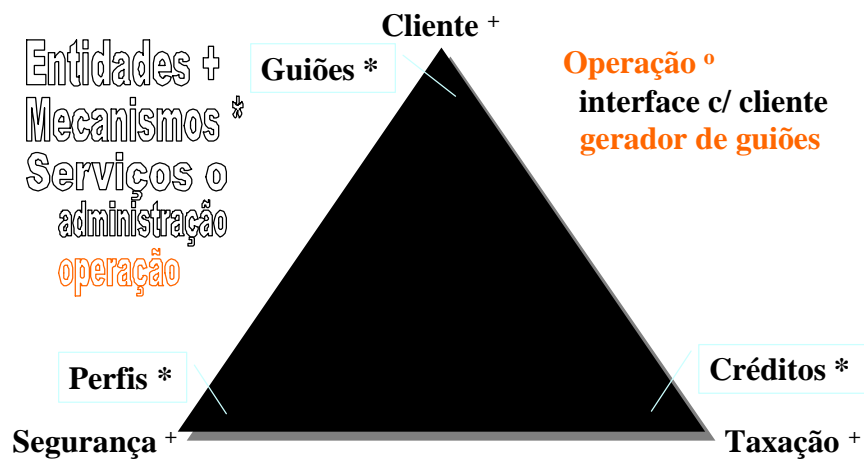 Cliente +
Entidades +
Mecanismos *
Serviços o
administração
operação
Guiões *
Operação o
interface c/ cliente
gerador de guiões
Perfis *
Créditos *
Segurança +
Taxação +